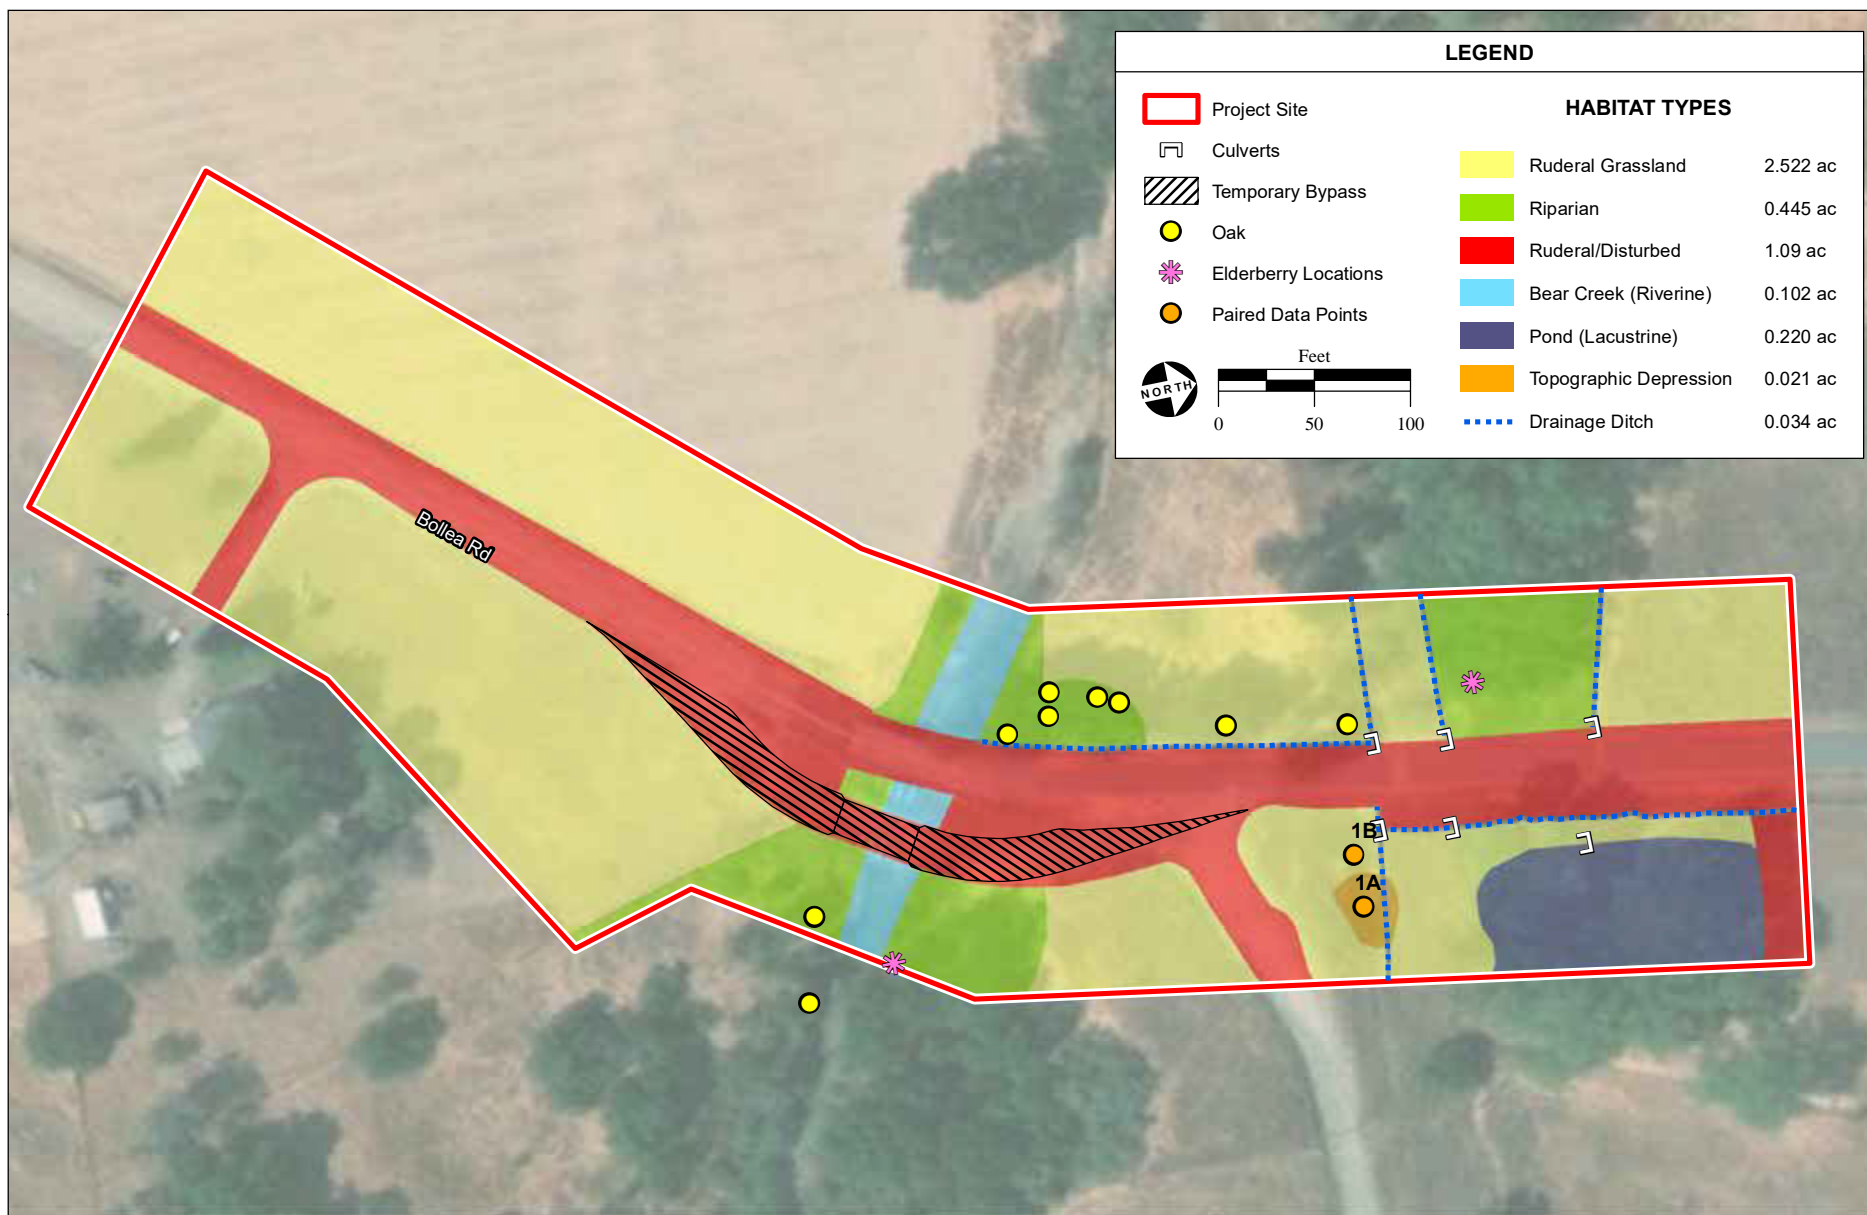 LEGEND
Project Site
Culverts
Temporary Bypass
Oak
Elderberry Locations
Paired Data Points
NORTH
Feet
0 50 100
HABITAT TYPES
Ruderal Grassland 2.522 ac
Riparian 0.445 ac
Ruderal/Disturbed 1.09 ac
Bear Creek (Riverine) 0.102 ac
Pond (Lacustrine) 0.220 ac
Topographic Depression 0.021 ac
Drainage Ditch 0.034 ac
Bollea Rd
1B
1A